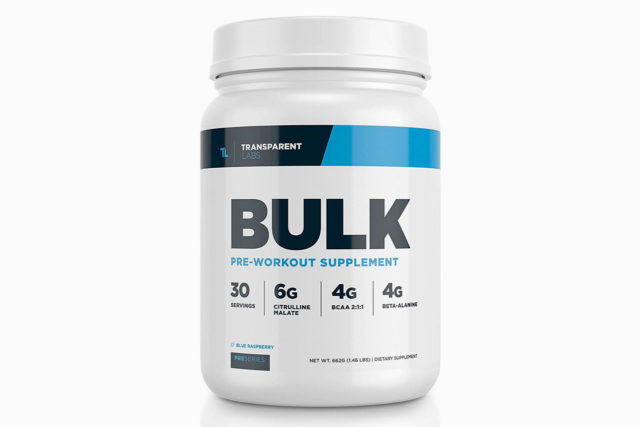 TL
TRANSPARENT
LABS
BULK
PRE-WORKOUT SUPPLEMENT
30
SERVINGS
6G
CITRULLINE
MALATE
4G
BCAA 2:1:1
4G
BETA-ALANINE
// BLUE RASPBERRY
PRESERIES
NET WT. 662G (1.46 LBS) | DIETARY SUPPLEMENT